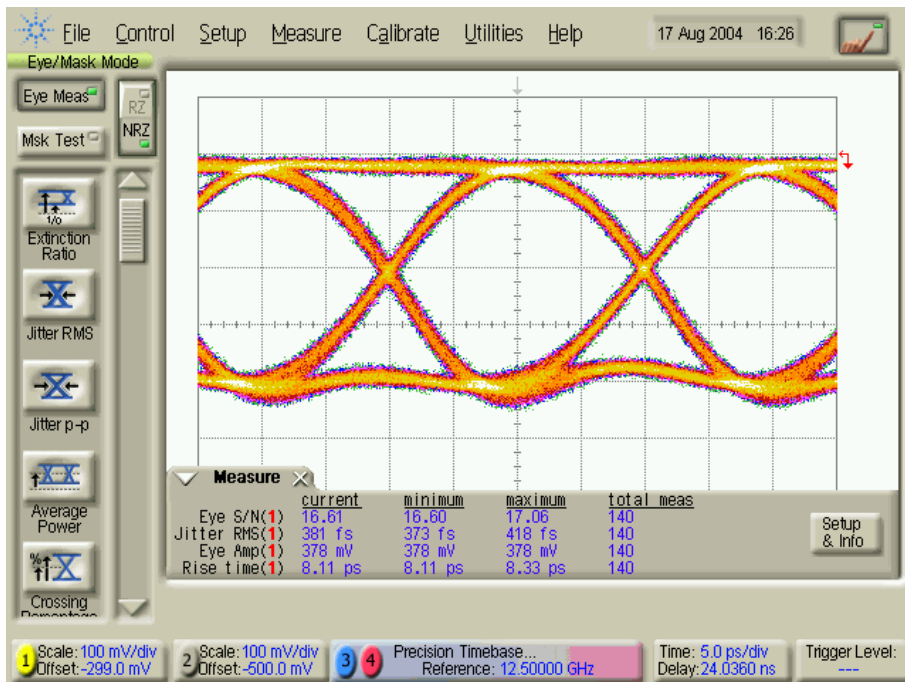 File Control Setup Measure Calibrate Utilities Help 17 Aug 2004 16:26
Eye/Mask Mode
Eye Meas
RZ
NRZ
Msk Test
1/0
Extinction
Ratio
Jitter RMS
Jitter p-p
Average
Power
%
Crossing
Measure
current minimum maximum total meas
Eye S/N(1) 16.61 16.60 17.06 140
Jitter RMS(1) 381 fs 373 fs 418 fs 140
Eye Amp(1) 378 mV 378 mV 378 mV 140
Rise time(1) 8.11 ps 8.11 ps 8.33 ps 140
Setup
& Info
1 Scale: 100 mV/div
Offset:-299.0 mV
2 Scale: 100 mV/div
Offset:-500.0 mV
3 4 Precision Timebase...
Reference: 12.50000 GHz
Time: 5.0 ps/div
Delay:24.0360 ns
Trigger Level:
---